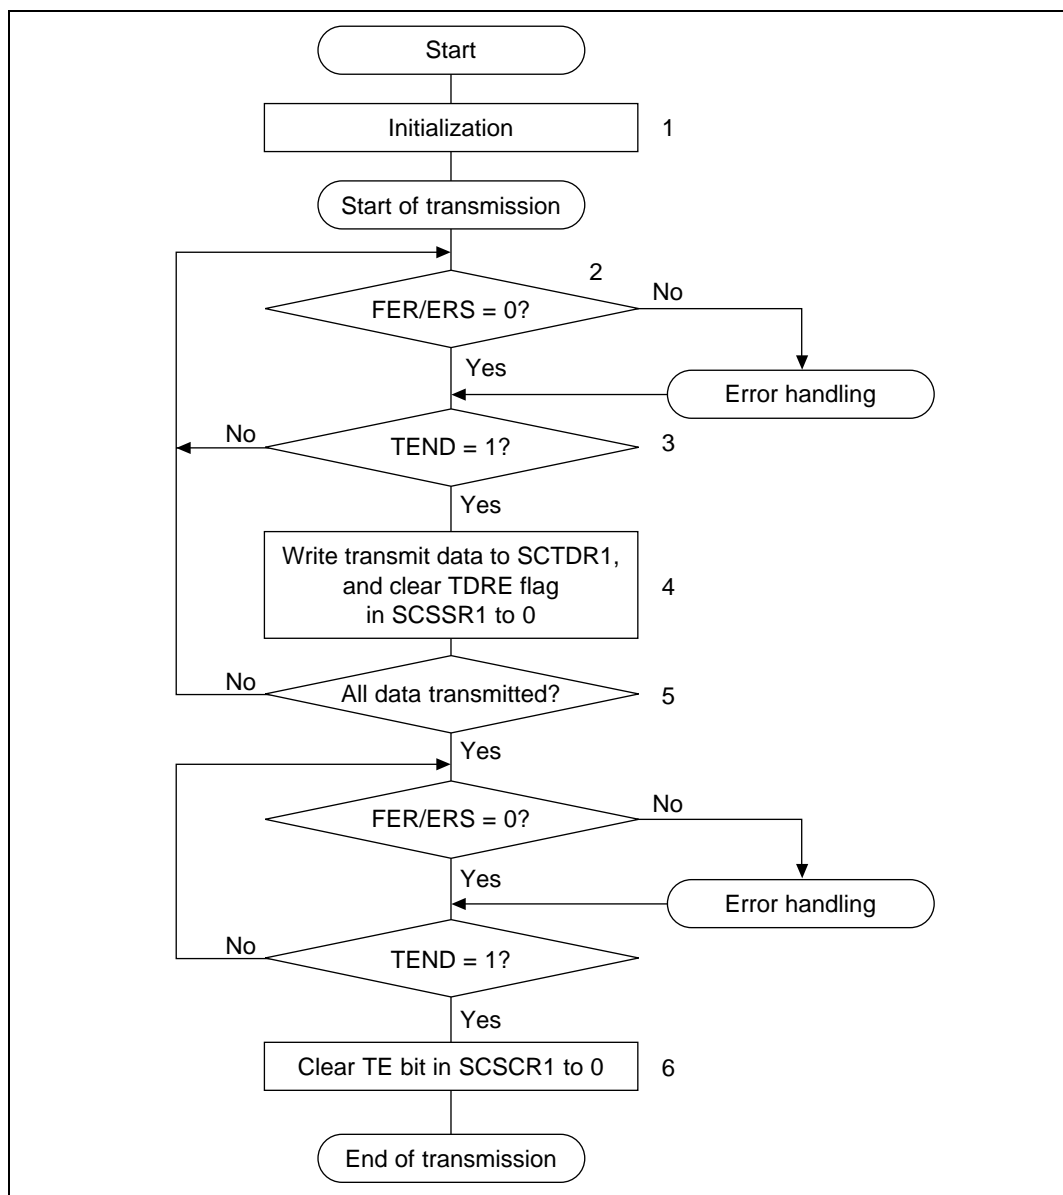 Start
Initialization
1
Start of transmission
2
FER/ERS = 0?
No
Yes
Error handling
No
TEND = 1?
3
Yes
Write transmit data to SCTDR1,
and clear TDRE flag
in SCSSR1 to 0
4
No
All data transmitted?
5
Yes
FER/ERS = 0?
No
Yes
Error handling
No
TEND = 1?
Yes
Clear TE bit in SCSCR1 to 0
6
End of transmission